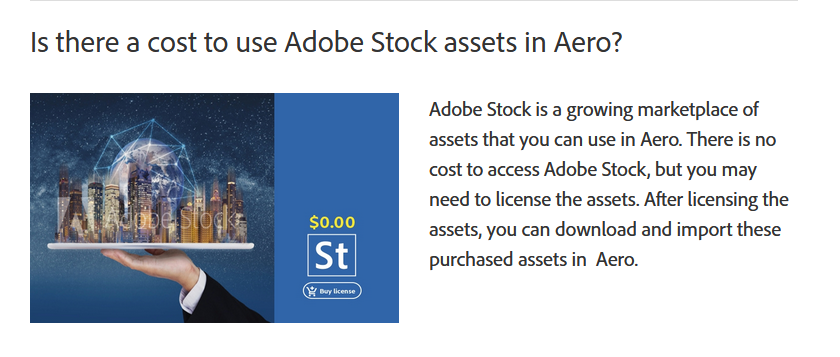 Is there a cost to use Adobe Stock assets in Aero?
Adobe Stock
$0.00
St
Buy license
Adobe Stock is a growing marketplace of
assets that you can use in Aero. There is no
cost to access Adobe Stock, but you may
need to license the assets. After licensing the
assets, you can download and import these
purchased assets in  Aero.